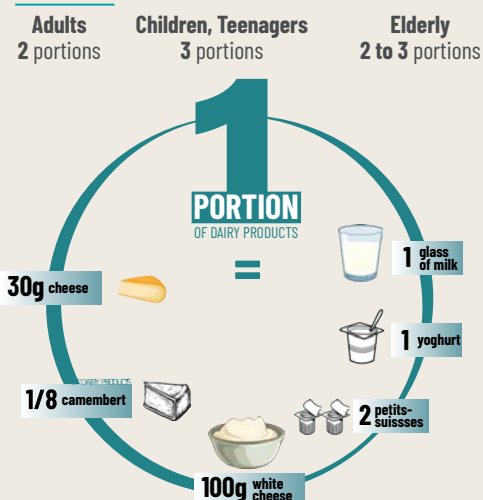 Adults
2 portions
Children, Teenagers
3 portions
Elderly
2 to 3 portions
1
PORTION
OF DAIRY PRODUCTS
=
1 glass
of milk
30g cheese
1 yoghurt
1/8 camembert
2 petits-
suissses
100g white
cheese